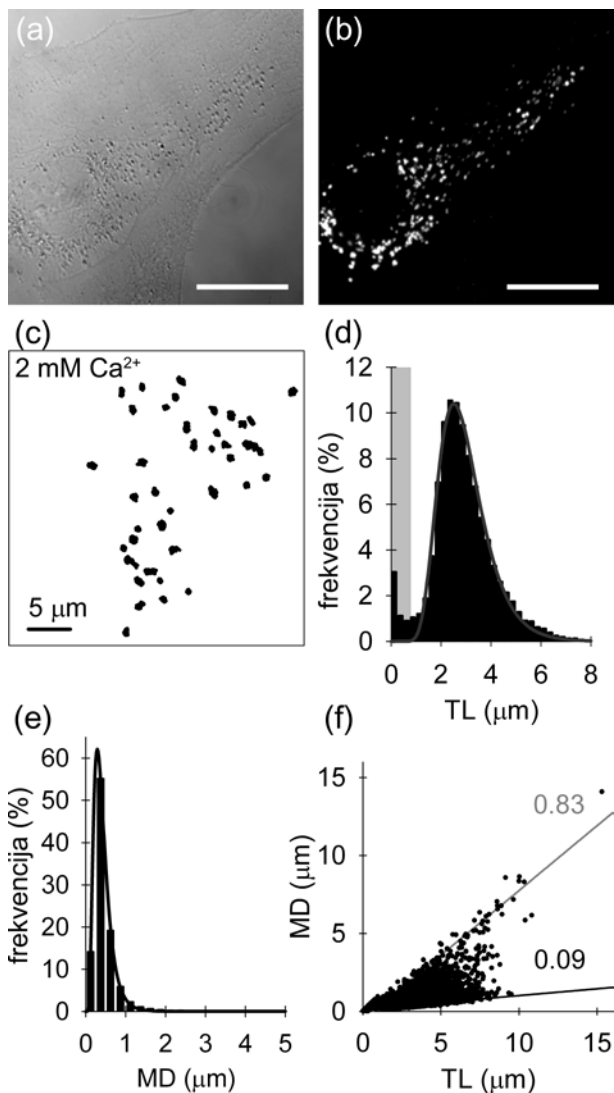 (a)
(b)
(c)
2 mM Ca²⁺
5 μm
(d)
frekvencija (%)
12
10
8
6
4
2
0
0 2 4 6 8
TL (μm)
(e)
frekvencija (%)
60
50
40
30
20
10
0
0 1 2 3 4 5
MD (μm)
(f)
MD (μm)
15
10
5
0
0.83
0.09
0 5 10 15
TL (μm)